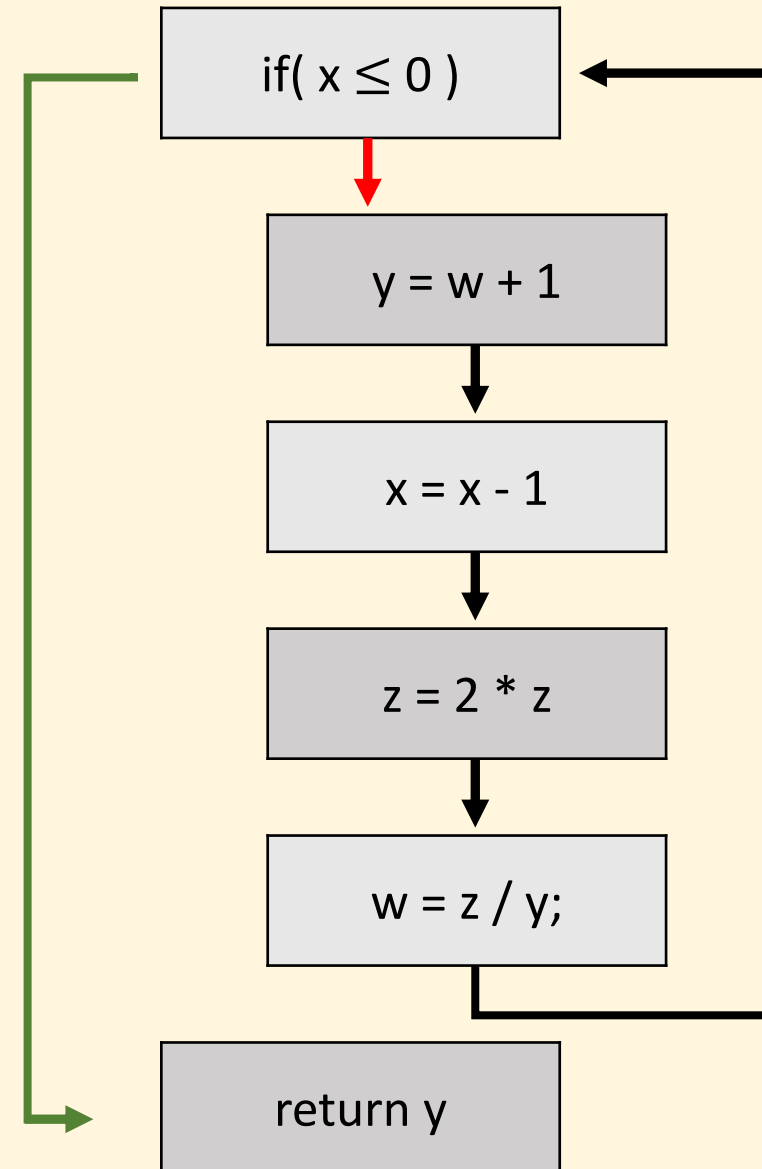 if( x ≤ 0 )
y = w + 1
x = x - 1
z = 2 * z
w = z / y;
return y